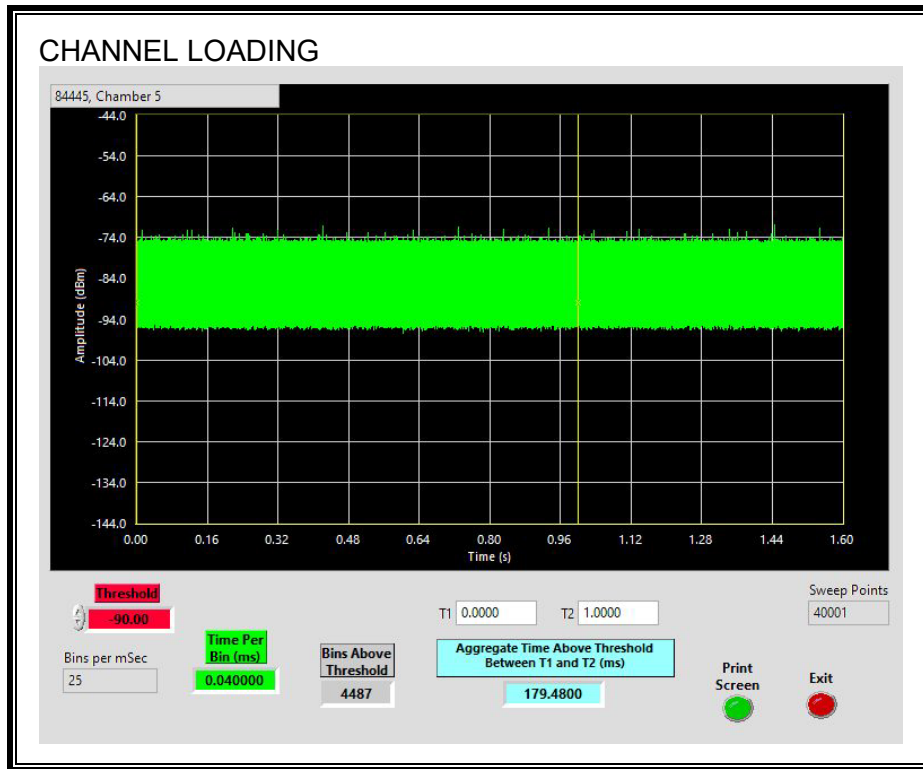 CHANNEL LOADING
84445, Chamber 5
Amplitude (dBm)
-44.0
-54.0
-64.0
-74.0
-84.0
-94.0
-104.0
-114.0
-124.0
-134.0
-144.0
0.00 0.16 0.32 0.48 0.64 0.80 0.96 1.12 1.28 1.44 1.60
Time (s)
Threshold
-90.00
Bins per mSec
25
Time Per
Bin (ms)
0.040000
Bins Above
Threshold
4487
T1 0.0000 T2 1.0000
Aggregate Time Above Threshold
Between T1 and T2 (ms)
179.4800
Sweep Points
40001
Print
Screen
Exit